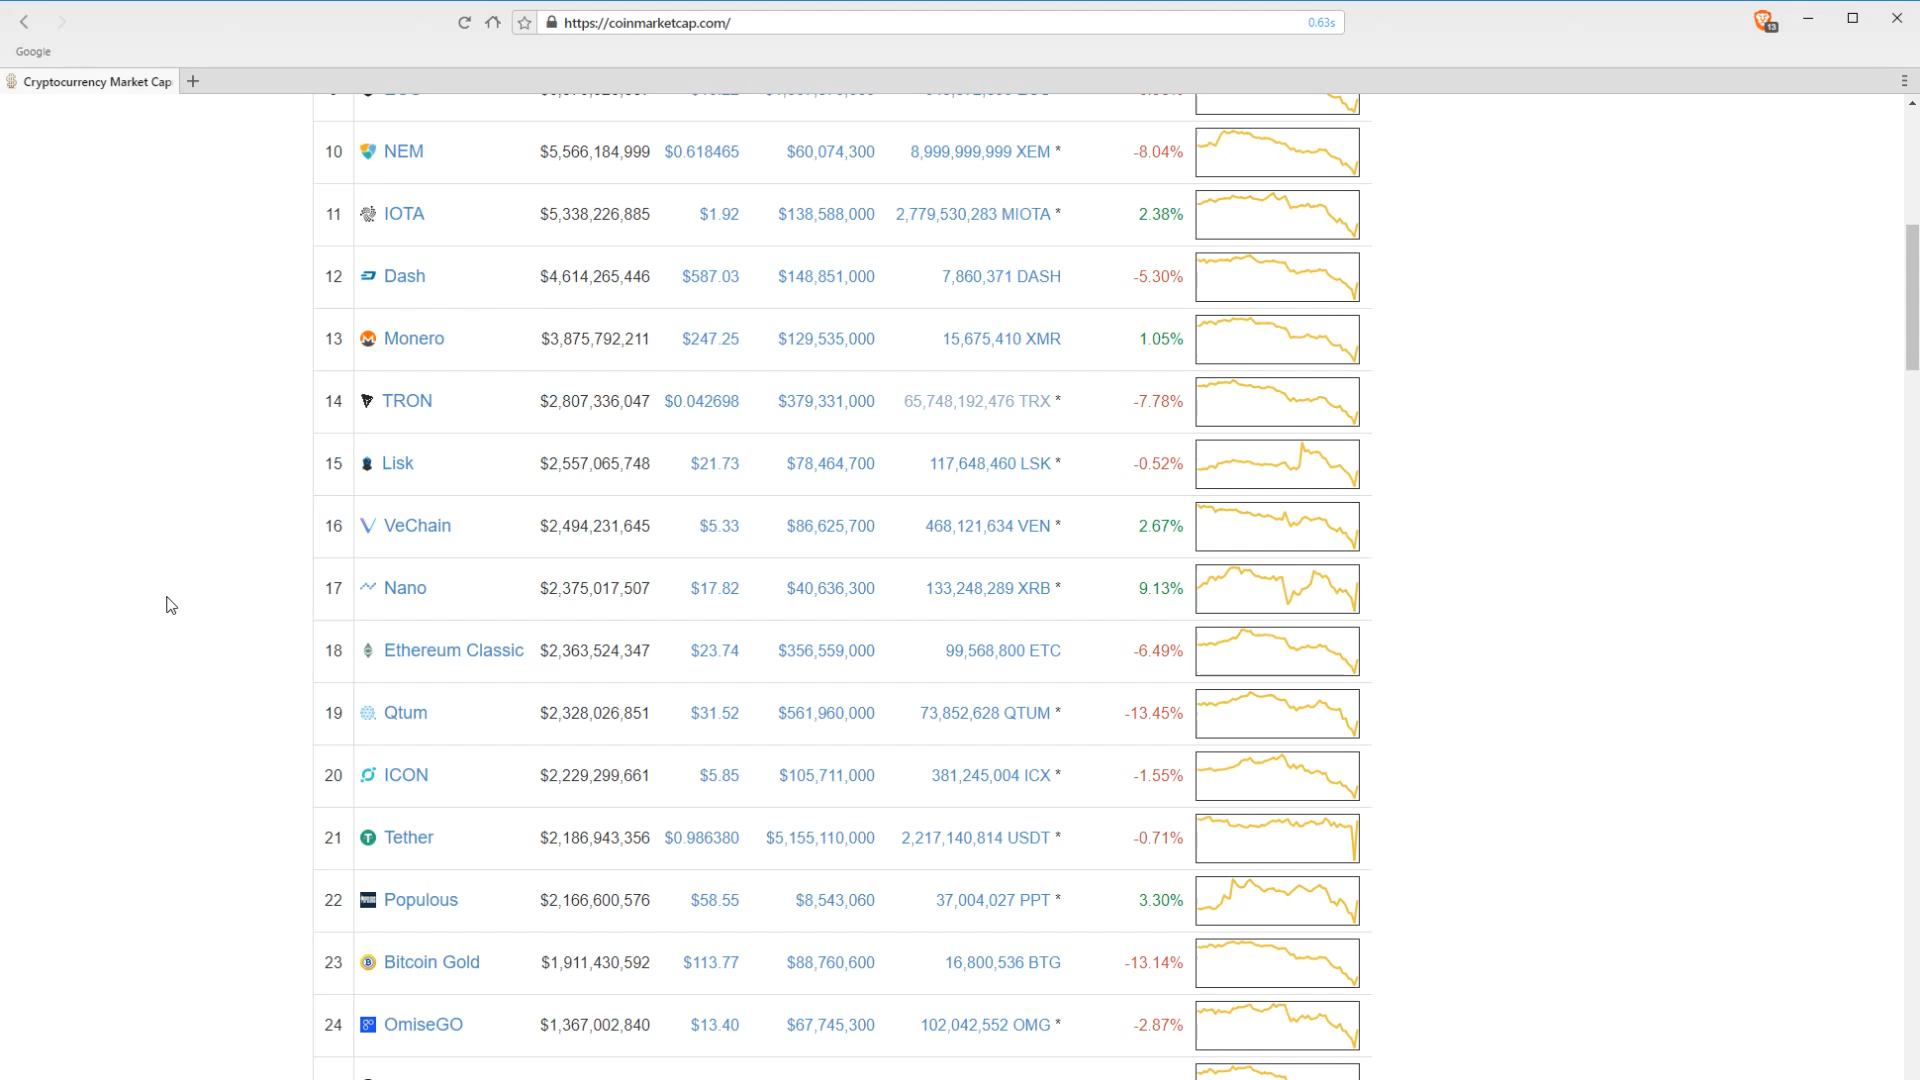 https://coinmarketcap.com/ 0.63s 13
Google
Cryptocurrency Market Cap
10 NEM $5,566,184,999 $0.618465 $60,074,300 8,999,999,999 XEM * -8.04%
11 IOTA $5,338,226,885 $1.92 $138,588,000 2,779,530,283 MIOTA * 2.38%
12 Dash $4,614,265,446 $587.03 $148,851,000 7,860,371 DASH -5.30%
13 Monero $3,875,792,211 $247.25 $129,535,000 15,675,410 XMR 1.05%
14 TRON $2,807,336,047 $0.042698 $379,331,000 65,748,192,476 TRX * -7.78%
15 Lisk $2,557,065,748 $21.73 $78,464,700 117,648,460 LSK * -0.52%
16 VeChain $2,494,231,645 $5.33 $86,625,700 468,121,634 VEN * 2.67%
17 Nano $2,375,017,507 $17.82 $40,636,300 133,248,289 XRB * 9.13%
18 Ethereum Classic $2,363,524,347 $23.74 $356,559,000 99,568,800 ETC -6.49%
19 Qtum $2,328,026,851 $31.52 $561,960,000 73,852,628 QTUM * -13.45%
20 ICON $2,229,299,661 $5.85 $105,711,000 381,245,004 ICX * -1.55%
21 Tether $2,186,943,356 $0.986380 $5,155,110,000 2,217,140,814 USDT * -0.71%
22 Populous $2,166,600,576 $58.55 $8,543,060 37,004,027 PPT * 3.30%
23 Bitcoin Gold $1,911,430,592 $113.77 $88,760,600 16,800,536 BTG -13.14%
24 OmiseGO $1,367,002,840 $13.40 $67,745,300 102,042,552 OMG * -2.87%